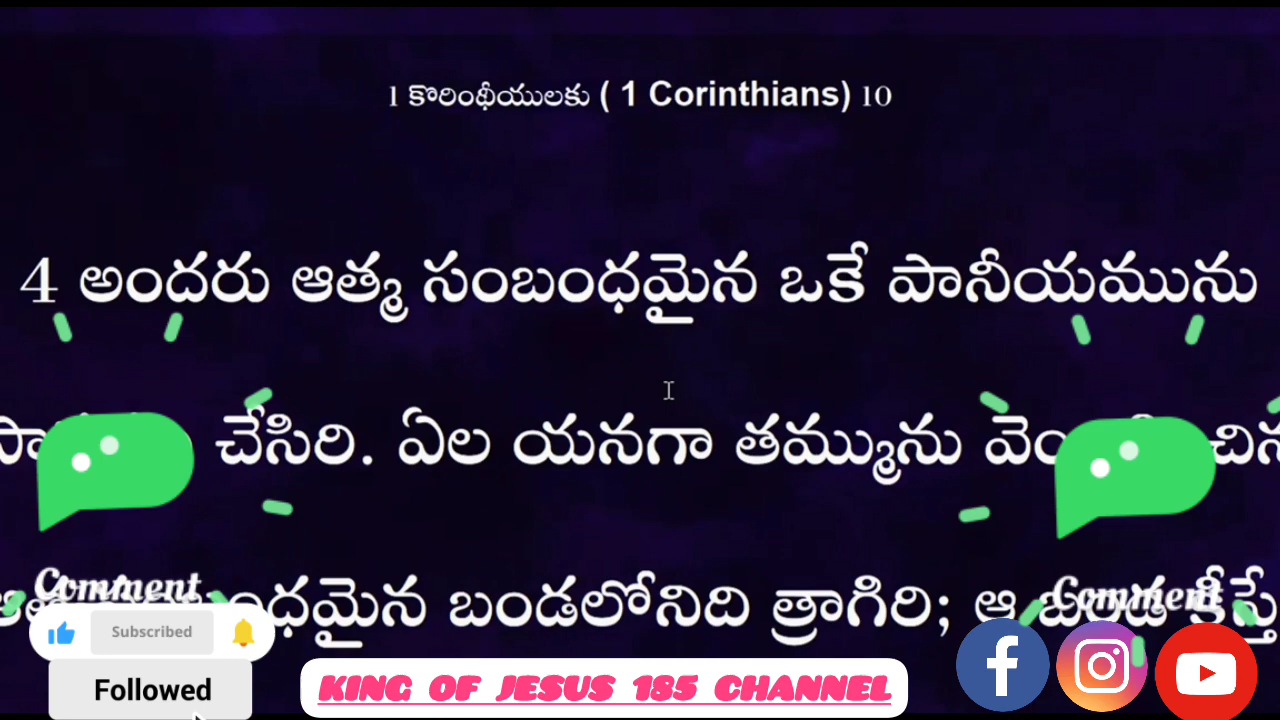 1 కొరింథీయులకు ( 1 Corinthians) 10
4 అందరు ఆత్మ సంబంధమైన ఒకే పానీయమును
చేసిరి. ఏల యనగా తమ్మును
బండలోనిది త్రాగిరి; ఆ
Comment
Comment
Subscribed
Followed
KING OF JESUS 185 CHANNEL